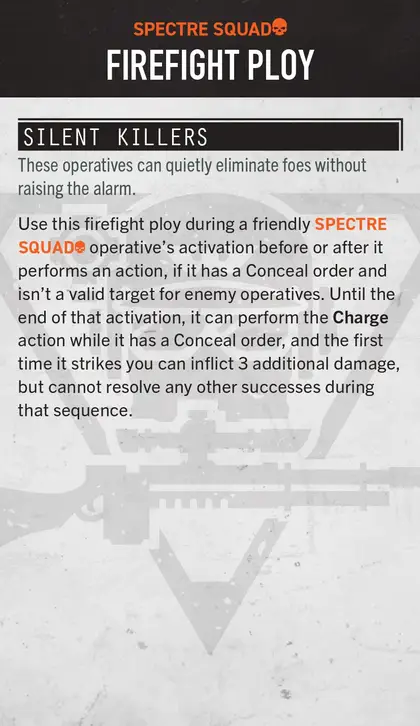 SPECTRE SQUAD
FIREFIGHT PLOY
SILENT KILLERS
These operatives can quietly eliminate foes without
raising the alarm.
Use this firefight ploy during a friendly SPECTRE
SQUAD operative’s activation before or after it
performs an action, if it has a Conceal order and
isn’t a valid target for enemy operatives. Until the
end of that activation, it can perform the Charge
action while it has a Conceal order, and the first
time it strikes you can inflict 3 additional damage,
but cannot resolve any other successes during
that sequence.